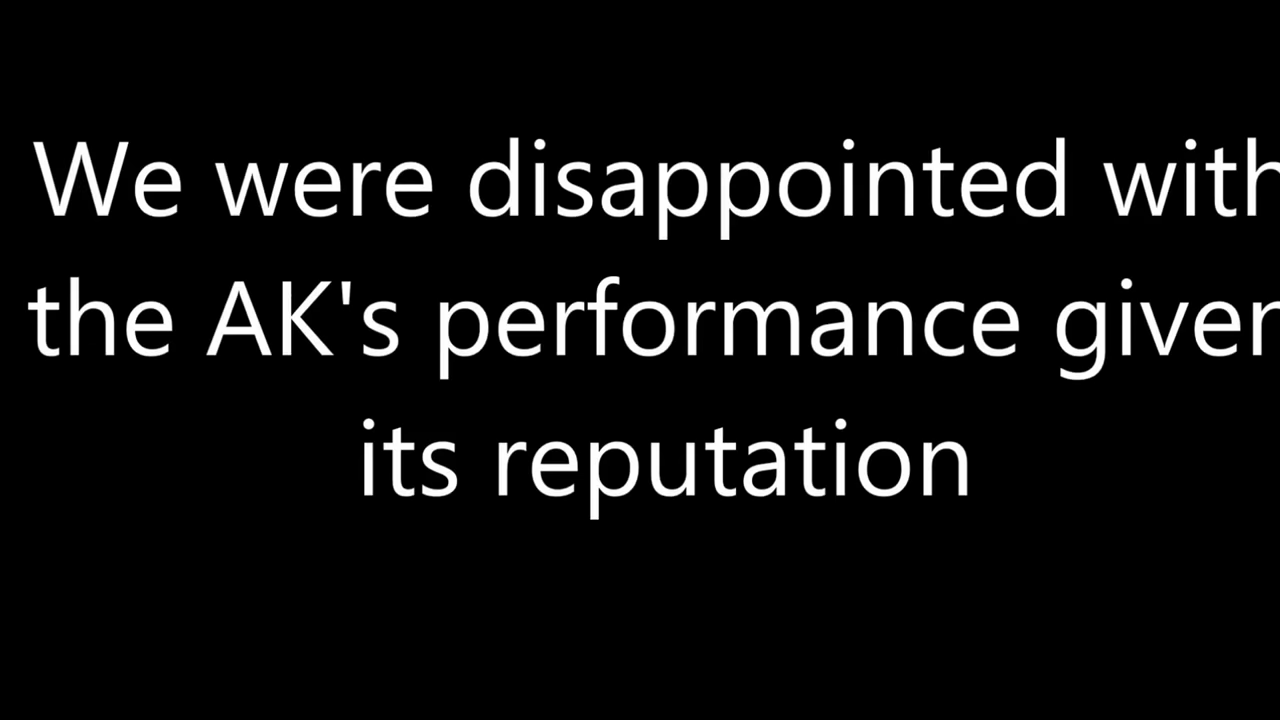 We were disappointed with
the AK's performance given
its reputation